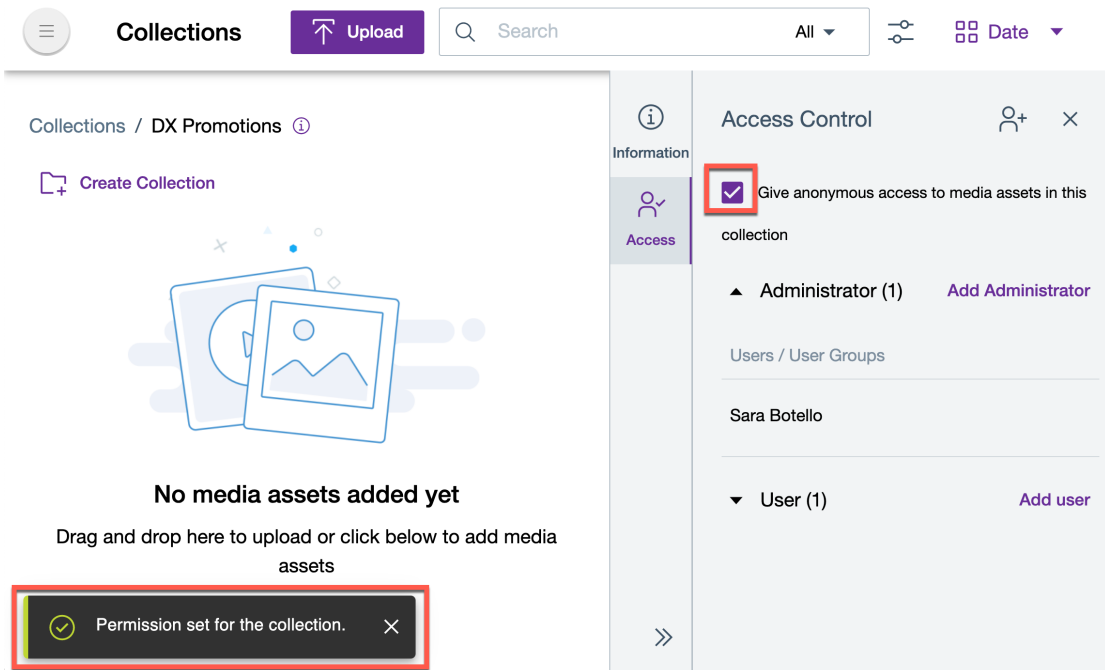 Collections
Upload
Search
All
Date
Collections / DX Promotions
Create Collection
No media assets added yet
Drag and drop here to upload or click below to add media
assets
Permission set for the collection.
Information
Access
Access Control
Give anonymous access to media assets in this
collection
Administrator (1)
Add Administrator
Users / User Groups
Sara Botello
User (1)
Add user